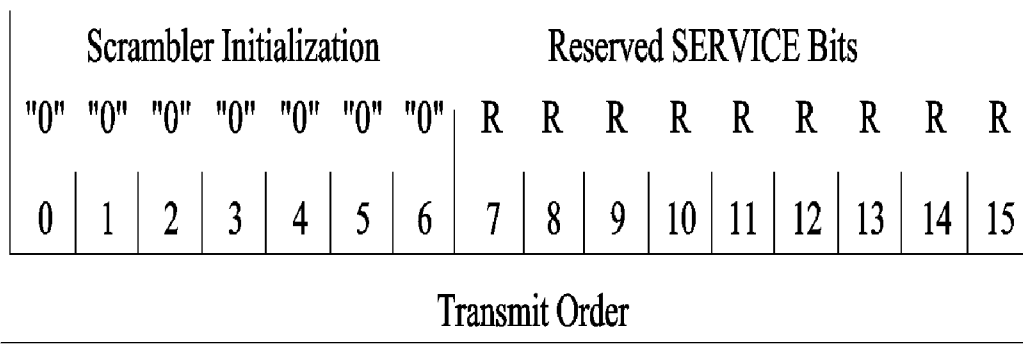 Scrambler Initialization Reserved SERVICE Bits
"0" "0" "0" "0" "0" "0" "0" R R R R R R R R R
0 1 2 3 4 5 6 7 8 9 10 11 12 13 14 15
Transmit Order